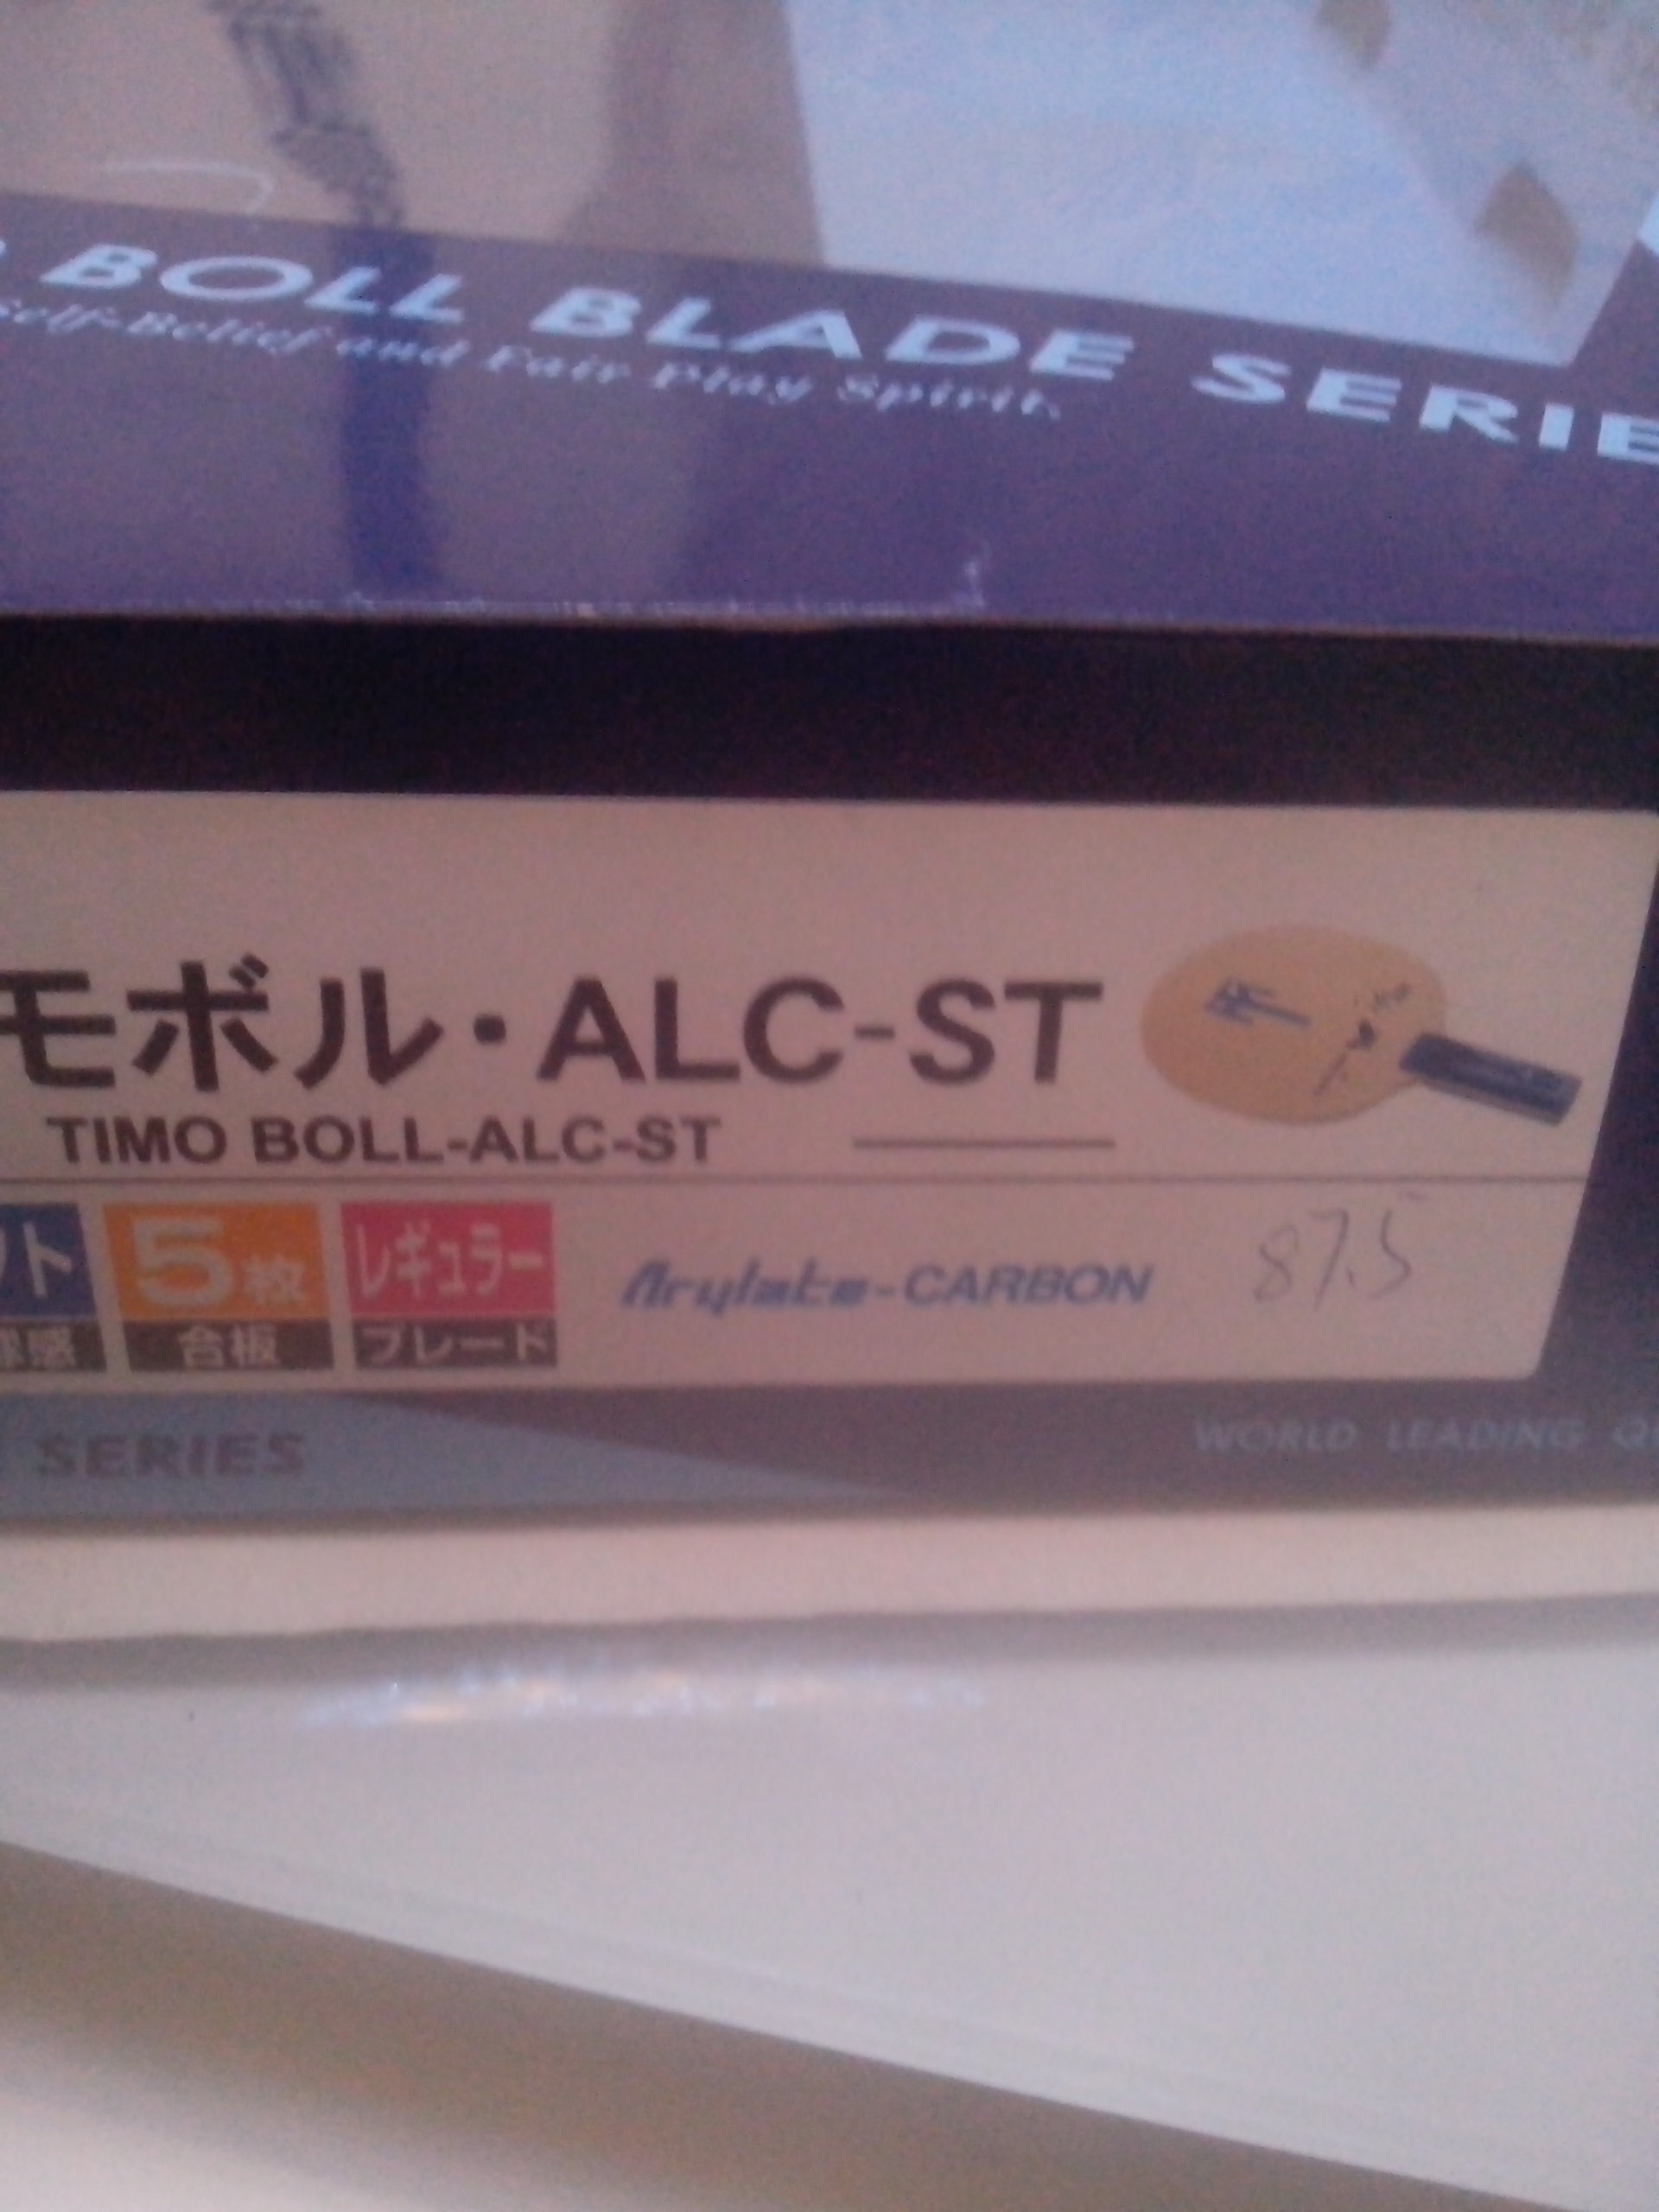 BOLL BLADE SERIE
Self-Belief and Fair Play Spirit.
モボル・ALC-ST
TIMO BOLL-ALC-ST
5枚
合板
レギュラー
ブレード
Arylate-CARBON
87.5
SERIES
WORLD LEADING